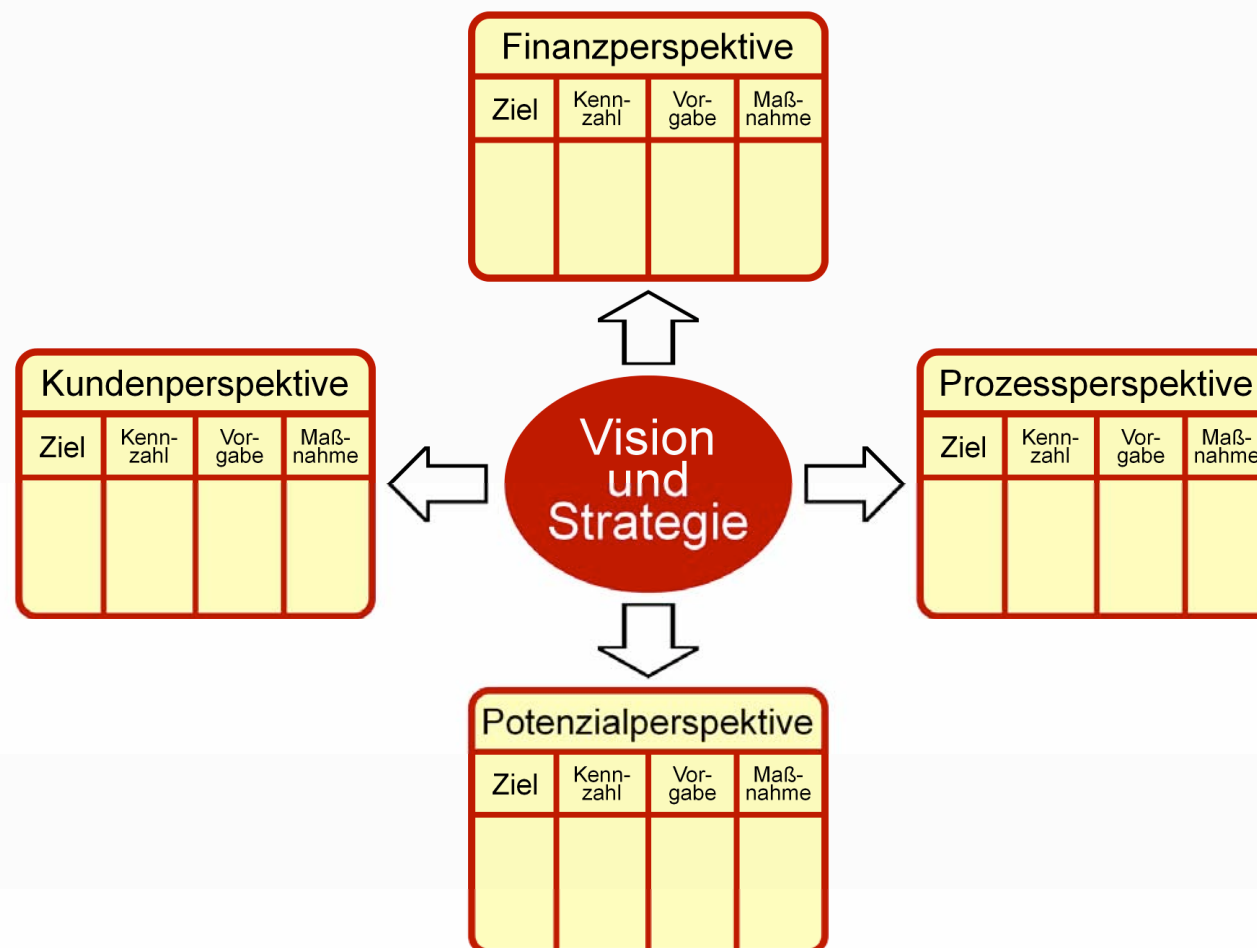 Finanzperspektive
Ziel Kenn-zahl Vor-gabe Maß-nahme
Kundenperspektive
Ziel Kenn-zahl Vor-gabe Maß-nahme
Vision
und
Strategie
Prozessperspektive
Ziel Kenn-zahl Vor-gabe Maß-nahme
Potenzialperspektive
Ziel Kenn-zahl Vor-gabe Maß-nahme